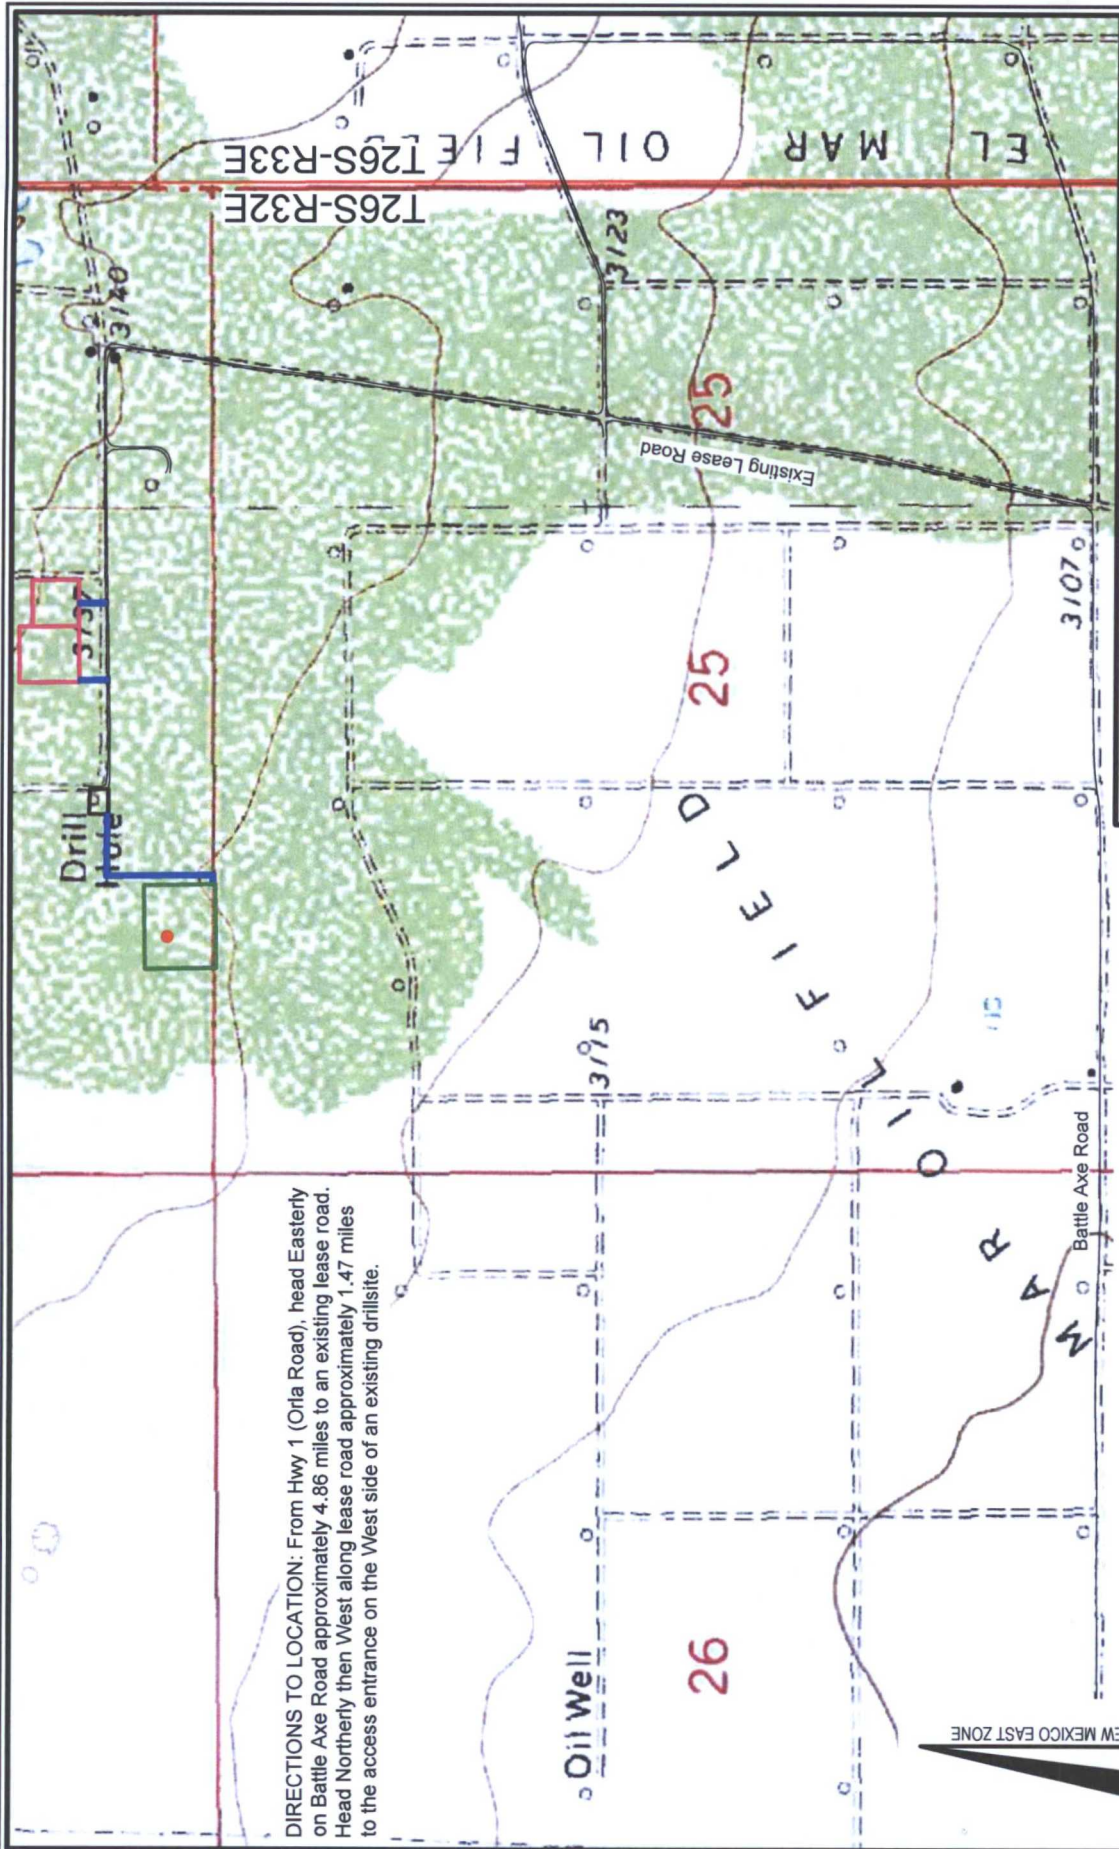 DIRECTIONS TO LOCATION: From Hwy 1 (Orla Road), head Easterly
on Battle Axe Road approximately 4.86 miles to an existing lease road.
Head Northerly then West along lease road approximately 1.47 miles
to the access entrance on the West side of an existing drillsite.
Drill
Hole
3140
T26S-R32E
T26S-R33E
EL MAR OIL FIELD
3123
Existing Lease Road
25
25
3107
3115
MAR OIL FIELD
Battle Axe Road
Oil Well
26
MEXICO EAST ZONE